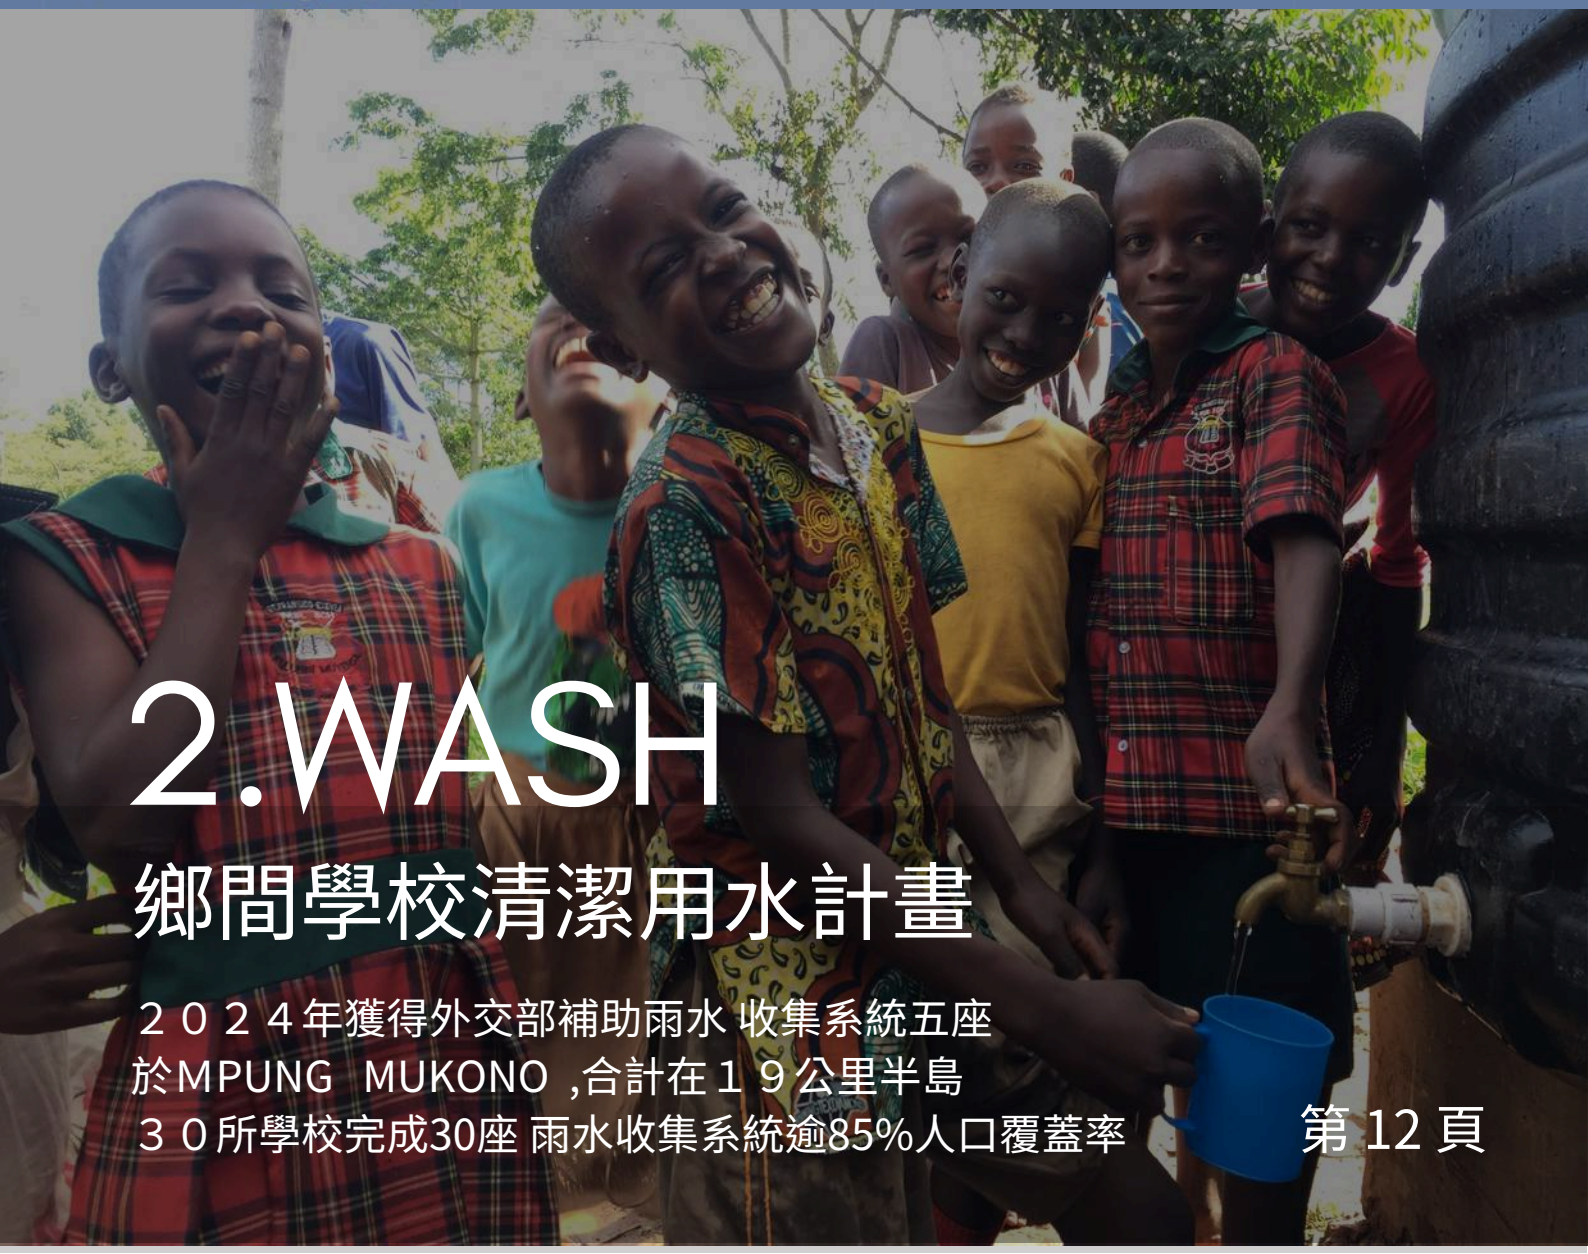 2.WASH
鄉間學校清潔用水計畫
２０２４年獲得外交部補助雨水 收集系統五座
於MPUNG MUKONO ,合計在１９公里半島
３０所學校完成30座 雨水收集系統逾85%人口覆蓋率
第 12 頁